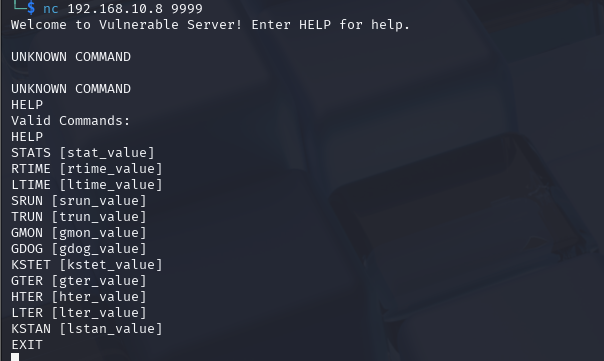 └─$ nc 192.168.10.8 9999
Welcome to Vulnerable Server! Enter HELP for help.
UNKNOWN COMMAND
UNKNOWN COMMAND
HELP
Valid Commands:
HELP
STATS [stat_value]
RTIME [rtime_value]
LTIME [ltime_value]
SRUN [srun_value]
TRUN [trun_value]
GMON [gmon_value]
GDOG [gdog_value]
KSTET [kstet_value]
GTER [gter_value]
HTER [hter_value]
LTER [lter_value]
KSTAN [lstan_value]
EXIT